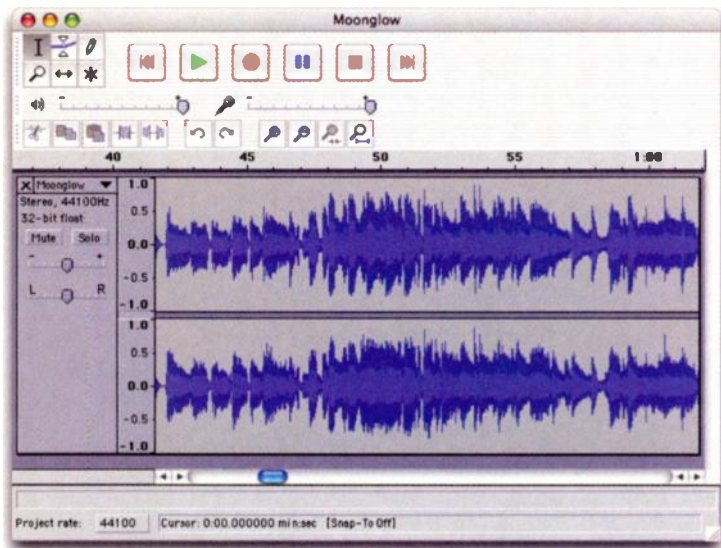 Moonglow
40 45 50 55 1:00
X Moonglow
Stereo, 44100Hz
32-bit float
Mute Solo
- +
L R
1.0
0.5
0.0
-0.5
-1.0
1.0
0.5
0.0
-0.5
-1.0
Project rate: 44100 Cursor: 0:00.000000 min:sec [Snap-To Off]